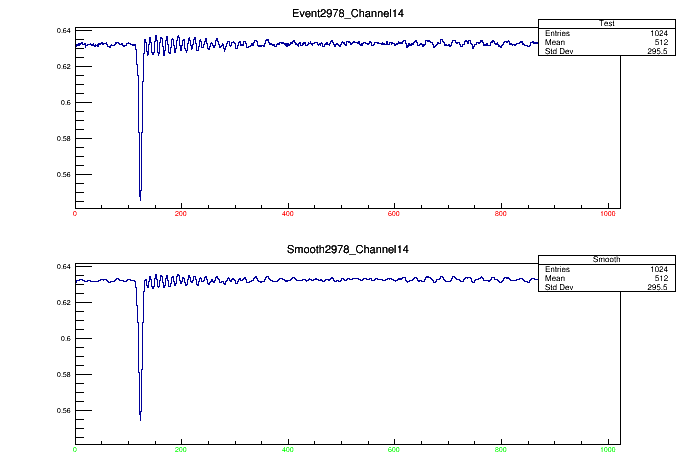 Event2978_Channel14
Test
Entries 1024
Mean 512
Std Dev 295.5
0.64
0.62
0.6
0.58
0.56
0 200 400 600 800 1000
Smooth2978_Channel14
Smooth
Entries 1024
Mean 512
Std Dev 295.5
0.64
0.62
0.6
0.58
0.56
0 200 400 600 800 1000